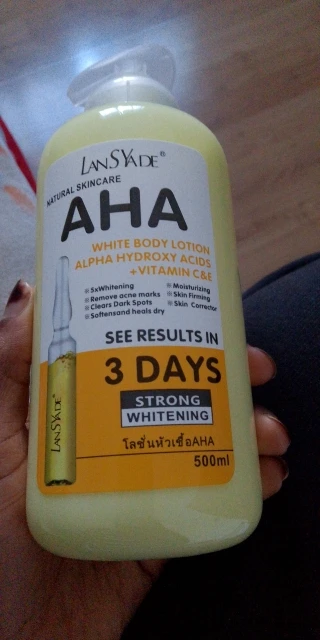 LANSYADE®
NATURAL SKINCARE
AHA
WHITE BODY LOTION
ALPHA HYDROXY ACIDS
+VITAMIN C&E
5xWhitening
Remove acne marks
Clears Dark Spots
Softensand heals dry
Moisturizing
Skin Firming
Skin Corrector
SEE RESULTS IN
3 DAYS
STRONG
WHITENING
โลชั่นหัวเชื้อAHA
500ml
LANSYADE